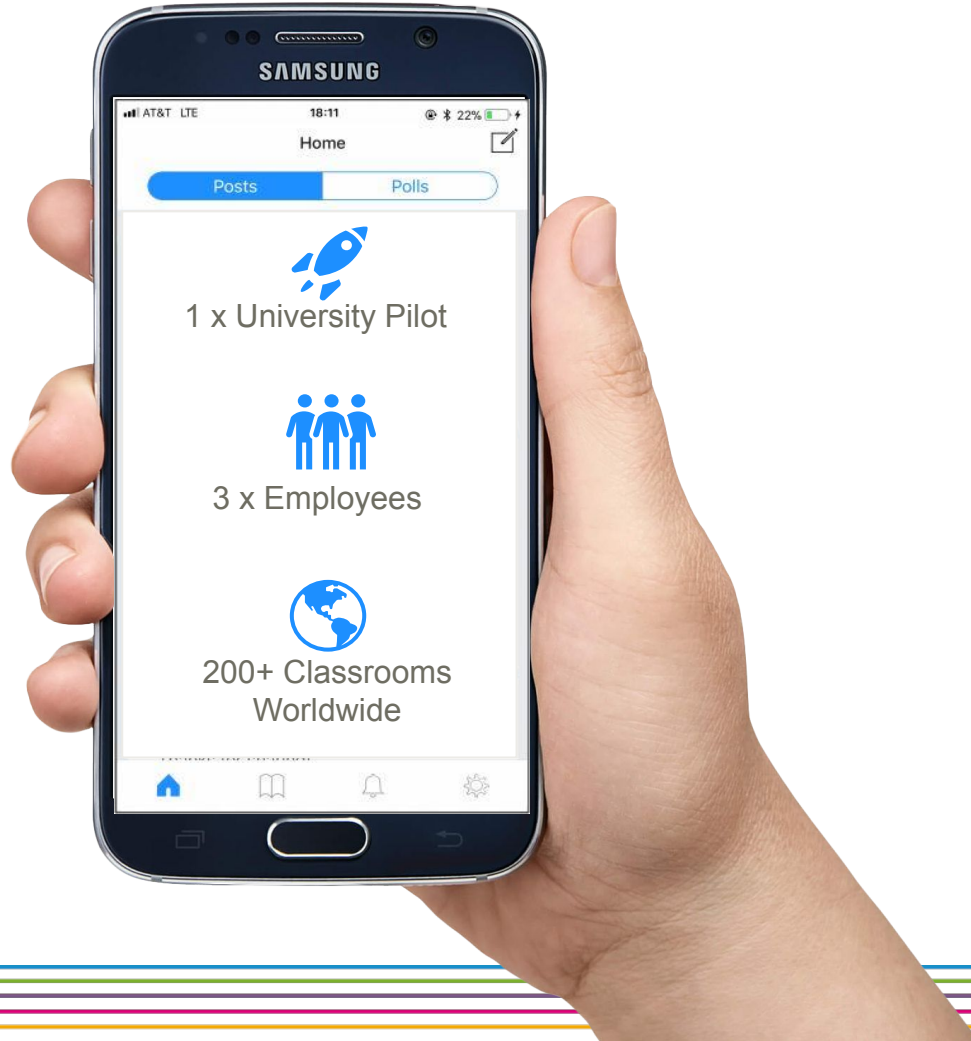 SAMSUNG
AT&T LTE 18:11 22%
Home
Posts Polls
1 x University Pilot
3 x Employees
200+ Classrooms
Worldwide